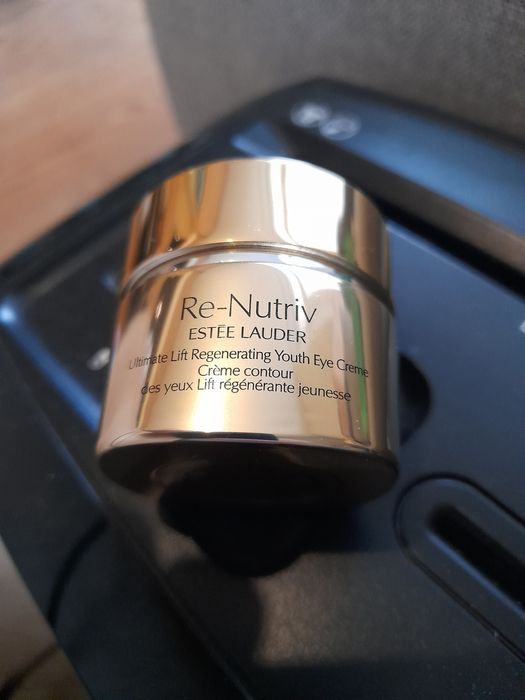 Re-Nutriv
ESTĒE LAUDER
Ultimate Lift Regenerating Youth Eye Creme
Crème contour
des yeux Lift régénérante jeunesse